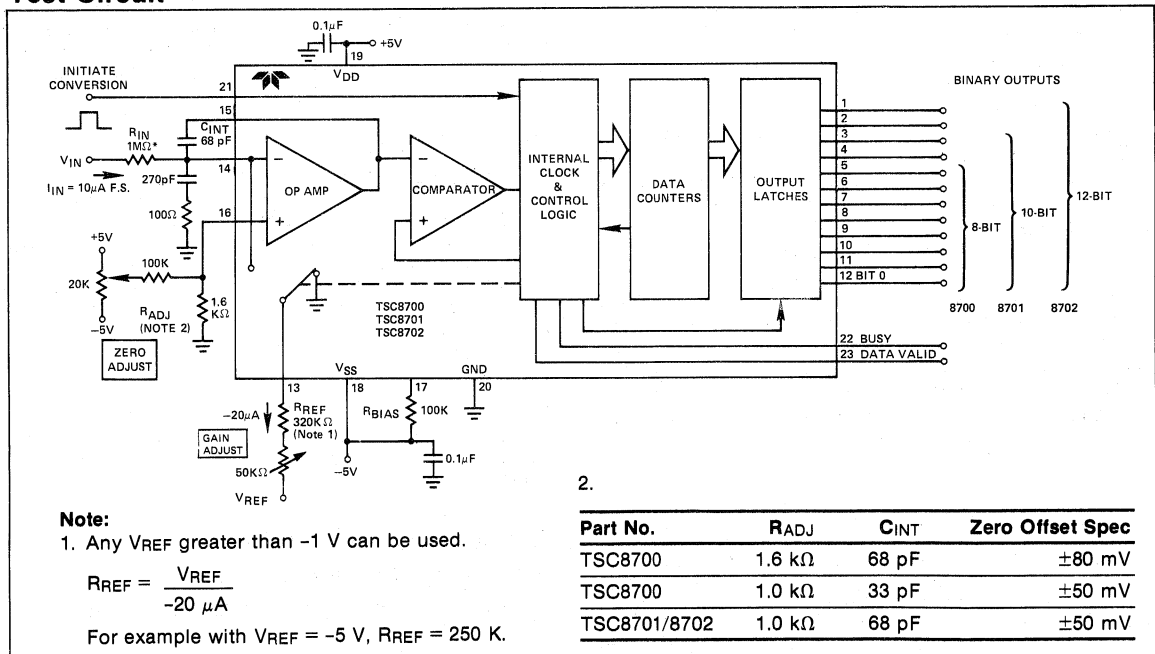 Test Circuit
0.1μF
+5V
19
VDD
INITIATE
CONVERSION
21
15
RIN
1MΩ*
CINT
68 pF
VIN
14
IIN = 10μA F.S.
270pF
100Ω
16
−
+
OP AMP
−
+
COMPARATOR
INTERNAL
CLOCK
&
CONTROL
LOGIC
DATA
COUNTERS
OUTPUT
LATCHES
BINARY OUTPUTS
1
2
3
4
5
6
7
8
9
10
11
12 BIT 0
8-BIT
10-BIT
12-BIT
8700
8701
8702
22 BUSY
23 DATA VALID
+5V
20K
−5V
100K
RADJ
(NOTE 2)
1.6
KΩ
ZERO
ADJUST
TSC8700
TSC8701
TSC8702
13
VSS
18
17
GND
20
−20μA
RREF
320KΩ
(Note 1)
GAIN
ADJUST
50KΩ
VREF
RBIAS
100K
−5V
0.1μF
Note:
1. Any VREF greater than −1 V can be used.
RREF = VREF
−20 μA
For example with VREF = −5 V, RREF = 250 K.
2.
Part No. RADJ CINT Zero Offset Spec
TSC8700 1.6 kΩ 68 pF ±80 mV
TSC8700 1.0 kΩ 33 pF ±50 mV
TSC8701/8702 1.0 kΩ 68 pF ±50 mV